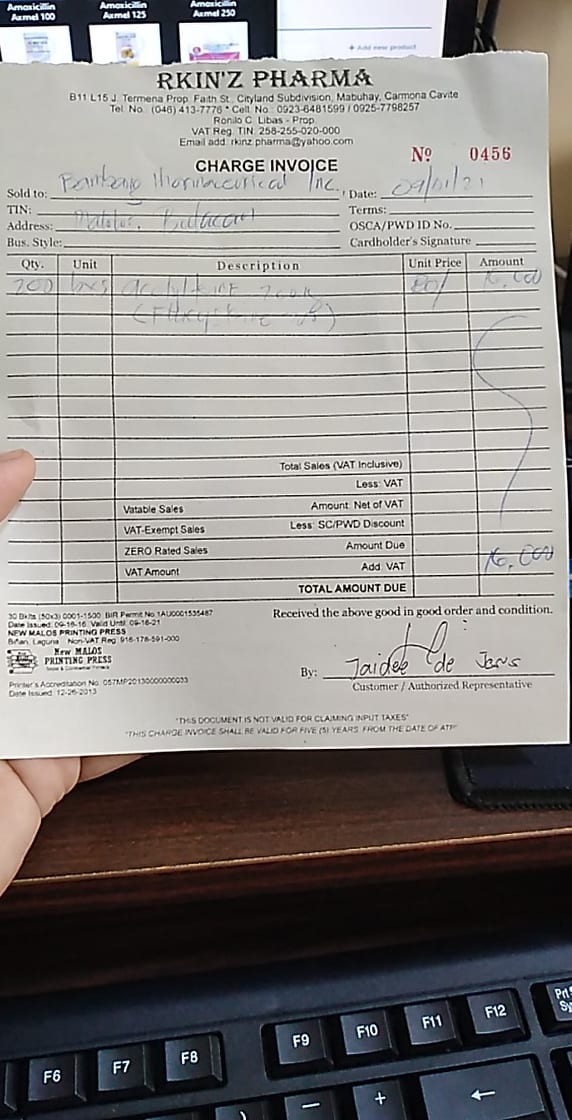 Amoxicillin Axmel 100
Amoxicillin Axmel 125
Amoxicillin Axmel 250
+ Add new product
RKIN'Z PHARMA
B11 L15 J. Termena Prop. Faith St., Cityland Subdivision, Mabuhay, Carmona Cavite
Tel. No.: (046) 413-7776 * Cell. No.: 0923-6481599 / 0925-7798257
Ronilo C. Libas - Prop.
VAT Reg. TIN: 258-255-020-000
Email add: rkinz.pharma@yahoo.com
CHARGE INVOICE
Nº 0456
Sold to: Pharmaceutical Inc. Date: 09/01/21
TIN: Terms:
Address: Malolos, Bulacan OSCA/PWD ID No.
Bus. Style: Cardholder's Signature
Qty. Unit Description Unit Price Amount
200 bxs 80/ 16,000
Total Sales (VAT Inclusive)
Less: VAT
Vatable Sales Amount: Net of VAT
VAT-Exempt Sales Less: SC/PWD Discount
ZERO Rated Sales Amount Due 16,000
VAT Amount Add: VAT
TOTAL AMOUNT DUE
30 Bklts (50x3) 0001-1500 BIR Permit No. 1AU0001535487
Date Issued: 09-16-16 Valid Until: 09-16-21
NEW MALOS PRINTING PRESS
Biñan, Laguna Non-VAT Reg. 916-178-591-000
New MALOS
PRINTING PRESS
Printer's Accreditation No. 057MP20130000000033
Date Issued: 12-26-2013
Received the above good in good order and condition.
By: Jaidee de Jesus
Customer / Authorized Representative
"THIS DOCUMENT IS NOT VALID FOR CLAIMING INPUT TAXES"
"THIS CHARGE INVOICE SHALL BE VALID FOR FIVE (5) YEARS FROM THE DATE OF ATP"
F6 F7 F8 F9 F10 F11 F12